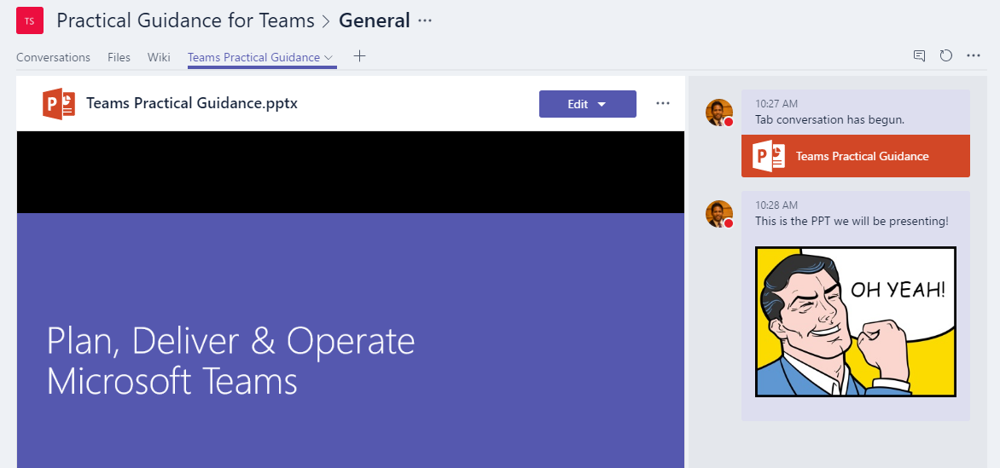 TS Practical Guidance for Teams > General ···
Conversations Files Wiki Teams Practical Guidance
Teams Practical Guidance.pptx
Edit
Plan, Deliver & Operate
Microsoft Teams
10:27 AM
Tab conversation has begun.
P Teams Practical Guidance
10:28 AM
This is the PPT we will be presenting!
OH YEAH!